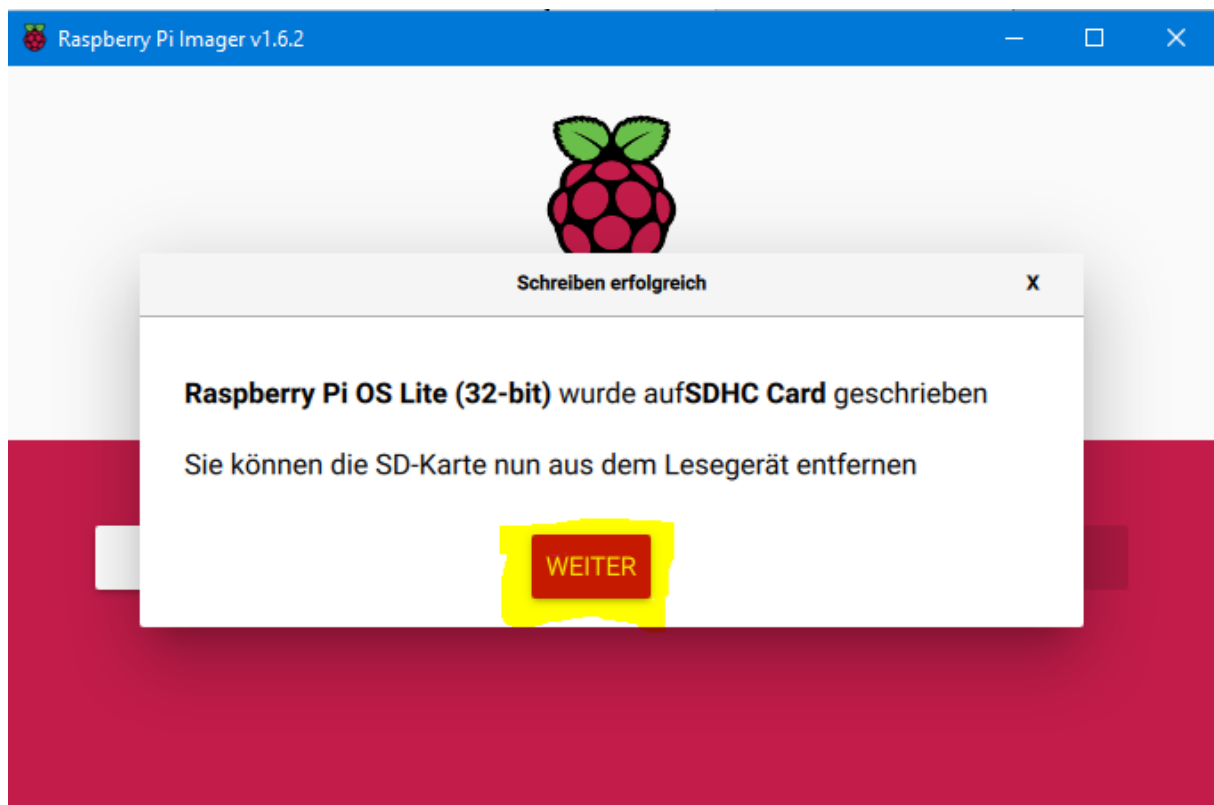 Raspberry Pi Imager v1.6.2
Schreiben erfolgreich X
Raspberry Pi OS Lite (32-bit) wurde aufSDHC Card geschrieben
Sie können die SD-Karte nun aus dem Lesegerät entfernen
WEITER